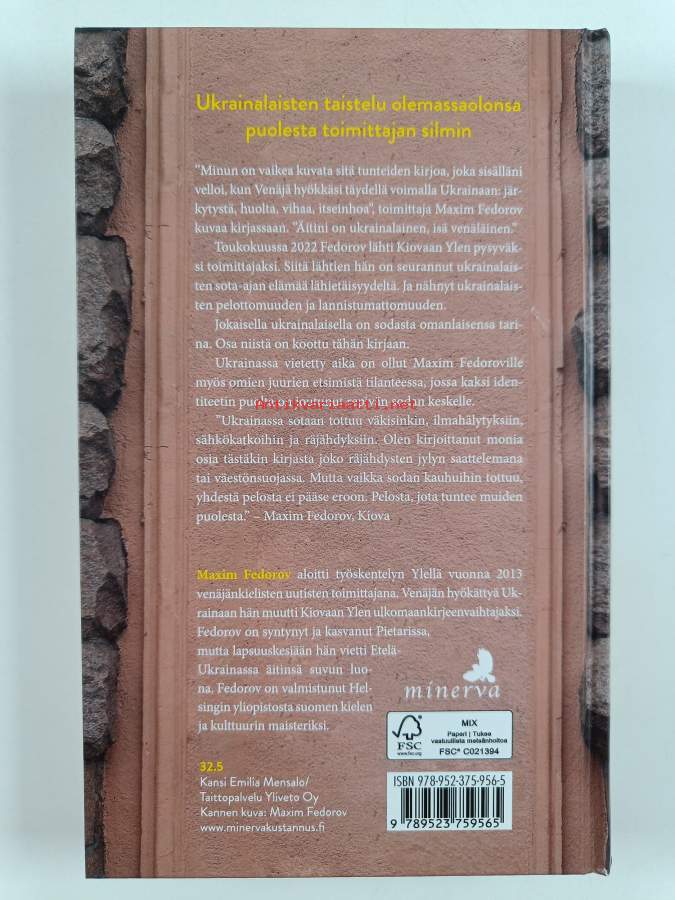 Ukrainalaisten taistelu olemassaolonsa
puolesta toimittajan silmin
"Minun on vaikea kuvata sitä tunteiden kirjoa, joka sisälläni
velloi, kun Venäjä hyökkäsi täydellä voimalla Ukrainaan: jär-
kytystä, huolta, vihaa, itseinhoa", toimittaja Maxim Fedorov
kuvaa kirjassaan. "Äitini on ukrainalainen, isä venäläinen."
Toukokuussa 2022 Fedorov lähti Kiovaan Ylen pysyväk-
si toimittajaksi. Siitä lähtien hän on seurannut ukrainalais-
ten sota-ajan elämää lähietäisyydeltä. Ja nähnyt ukrainalais-
ten pelottomuuden ja lannistumattomuuden.
Jokaisella ukrainalaisella on sodasta omanlaisensa tari-
na. Osa niistä on koottu tähän kirjaan.
Ukrainassa vietetty aika on ollut Maxim Fedoroville
myös omien juurien etsimistä tilanteessa, jossa kaksi iden-
titeetin puolta on joutunut repivän sodan keskelle.
Antikvariaatti.net
"Ukrainassa sotaan tottuu väkisinkin, ilmahälytyksiin,
sähkökatkoihin ja räjähdyksiin. Olen kirjoittanut monia
osia tästäkin kirjasta joko räjähdysten jylyn saattelemana
tai väestönsuojassa. Mutta vaikka sodan kauhuihin tottuu,
yhdestä pelosta ei pääse eroon. Pelosta, jota tuntee muiden
puolesta." – Maxim Fedorov, Kiova
Maxim Fedorov aloitti työskentelyn Ylellä vuonna 2013
venäjänkielisten uutisten toimittajana. Venäjän hyökättyä Uk-
rainaan hän muutti Kiovaan Ylen ulkomaankirjeenvaihtajaksi.
Fedorov on syntynyt ja kasvanut Pietarissa,
mutta lapsuuskesiään hän vietti Etelä-
Ukrainassa äitinsä suvun luo-
na. Fedorov on valmistunut Hel-
singin yliopistosta suomen kielen
ja kulttuurin maisteriksi.
minerva
FSC
www.fsc.org
MIX
Paperi | Tukee
vastuullista metsänhoitoa
FSC® C021394
32.5
Kansi Emilia Mensalo/
Taittopalvelu Yliveto Oy
Kannen kuva: Maxim Fedorov
www.minervakustannus.fi
ISBN 978-952-375-956-5
9 789523 759565